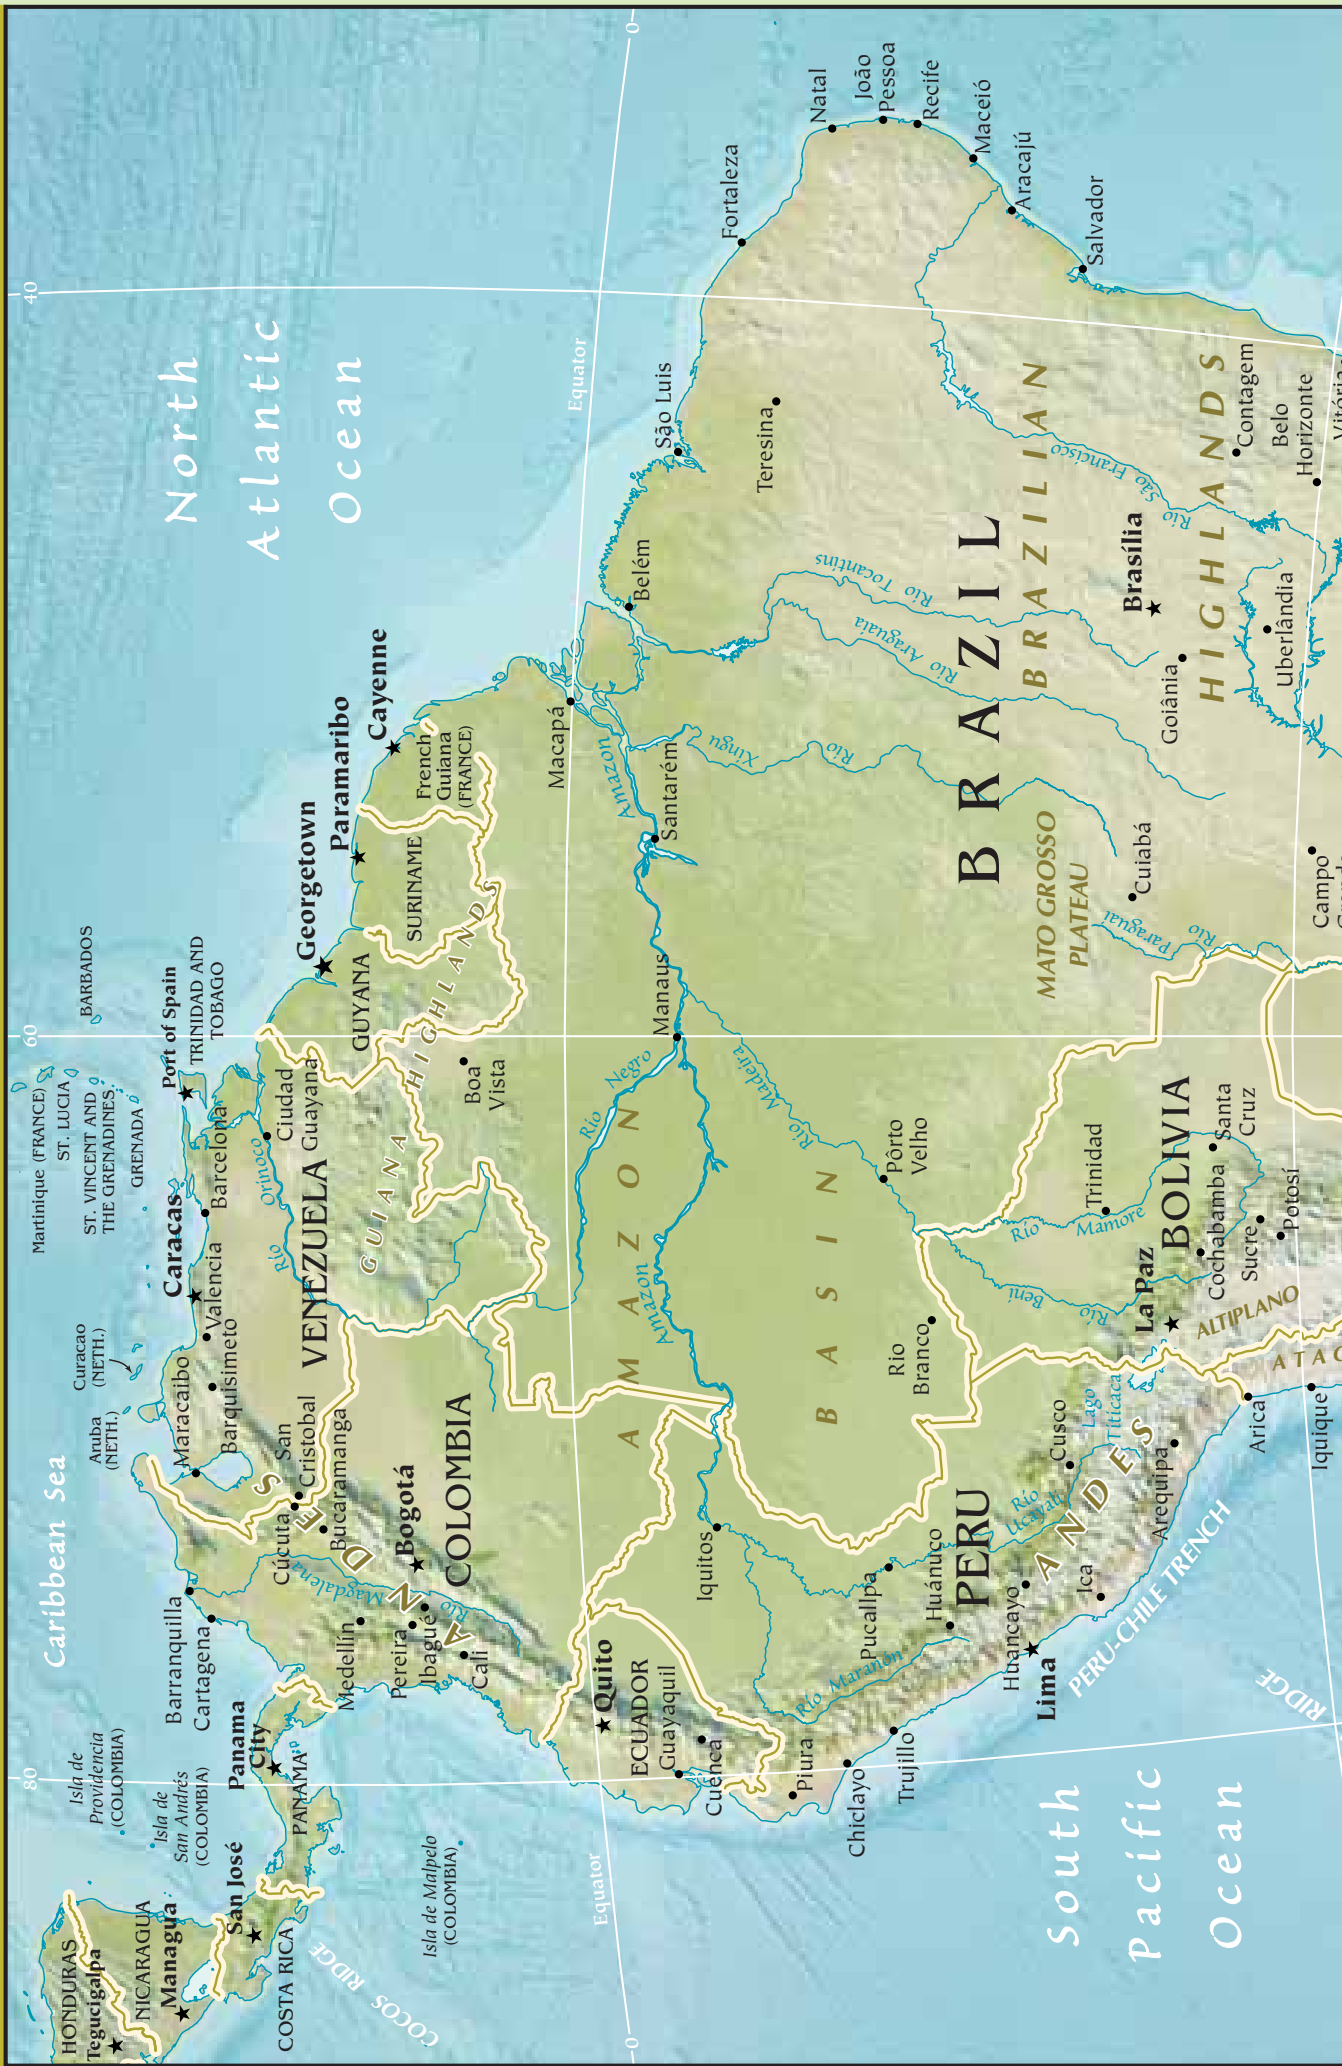 North
Atlantic
Ocean
Caribbean Sea
South
Pacific
Ocean
80
60
40
0
0
Equator
Equator
HONDURAS
Tegucigalpa
NICARAGUA
Managua
San José
COSTA RICA
COCOS RIDGE
Isla de
Providencia
(COLOMBIA)
Isla de
San Andrés
(COLOMBIA)
Isla de Malpelo
(COLOMBIA)
Panama
City
PANAMA
Aruba
(NETH.)
Curacao
(NETH.)
Martinique (FRANCE)
ST. LUCIA
ST. VINCENT AND
THE GRENADINES
GRENADA
BARBADOS
Port of Spain
TRINIDAD AND
TOBAGO
Barranquilla
Cartagena
Maracaibo
Barquisimeto
Valencia
Caracas
Barcelona
Ciudad
Guayana
Río Orinoco
VENEZUELA
San
Cristobal
Cúcuta
Bucaramanga
Medellín
Pereira
Ibagué
Cali
Bogotá
Río Magdalena
COLOMBIA
ANDES
GUIANA HIGHLANDS
Georgetown
GUYANA
Paramaribo
SURINAME
Cayenne
French
Guiana
(FRANCE)
Boa
Vista
Quito
ECUADOR
Guayaquil
Cuenca
Piura
Chiclayo
Trujillo
Iquitos
Río Marañón
Pucallpa
Huánuco
PERU
Huancayo
Lima
Ica
Río
Ucayali
Cusco
Arequipa
ANDES
Lago
Titicaca
PERU-CHILE TRENCH
RIDGE
AMAZON
BASIN
Amazon
Amazon
Río Negro
Manaus
Río Madeira
Pôrto
Velho
Rio
Branco
Santarém
Macapá
Belém
São Luis
Teresina
Fortaleza
Natal
João
Pessoa
Recife
Maceió
Aracajú
Salvador
Río Xingu
Río Araguaia
Río Tocantins
Río São Francisco
BRAZIL
BRAZILIAN
HIGHLANDS
MATO GROSSO
PLATEAU
Cuiabá
Río Paraguai
Brasília
Goiânia
Uberlândia
Contagem
Belo
Horizonte
Campo
Trinidad
Río
Mamore
Río Beni
La Paz
BOLIVIA
Santa
Cruz
Cochabamba
Sucre
Potosí
ALTIPLANO
ATAC
Arica
Iquique